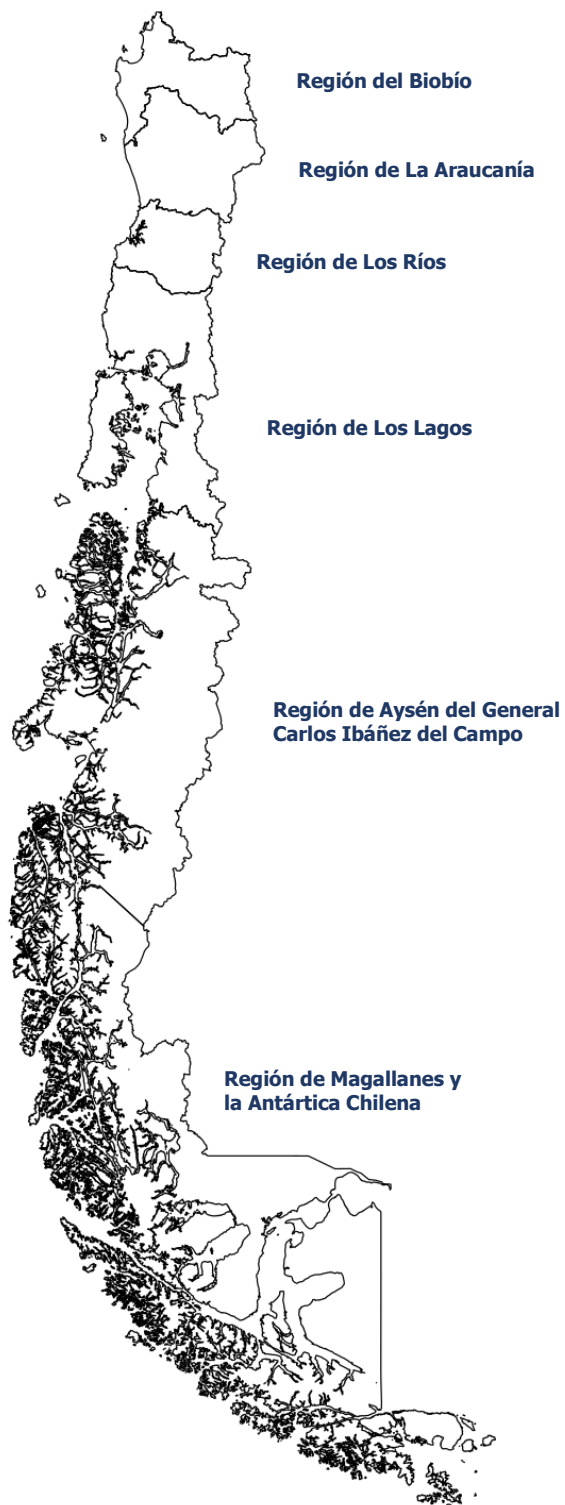 Región del Biobío
Región de La Araucanía
Región de Los Ríos
Región de Los Lagos
Región de Aysén del General
Carlos Ibáñez del Campo
Región de Magallanes y
la Antártica Chilena